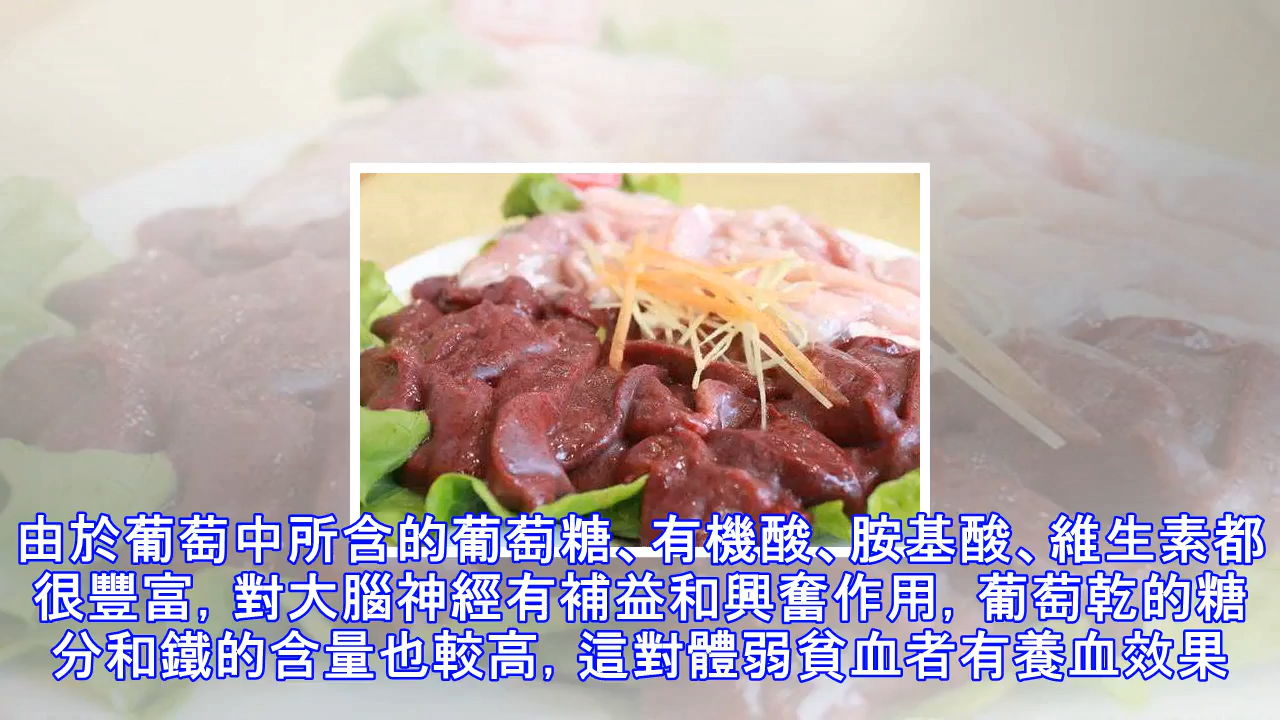 由於葡萄中所含的葡萄糖、有機酸、胺基酸、維生素都
很豐富, 對大腦神經有補益和興奮作用, 葡萄乾的糖
分和鐵的含量也較高, 這對體弱貧血者有養血效果